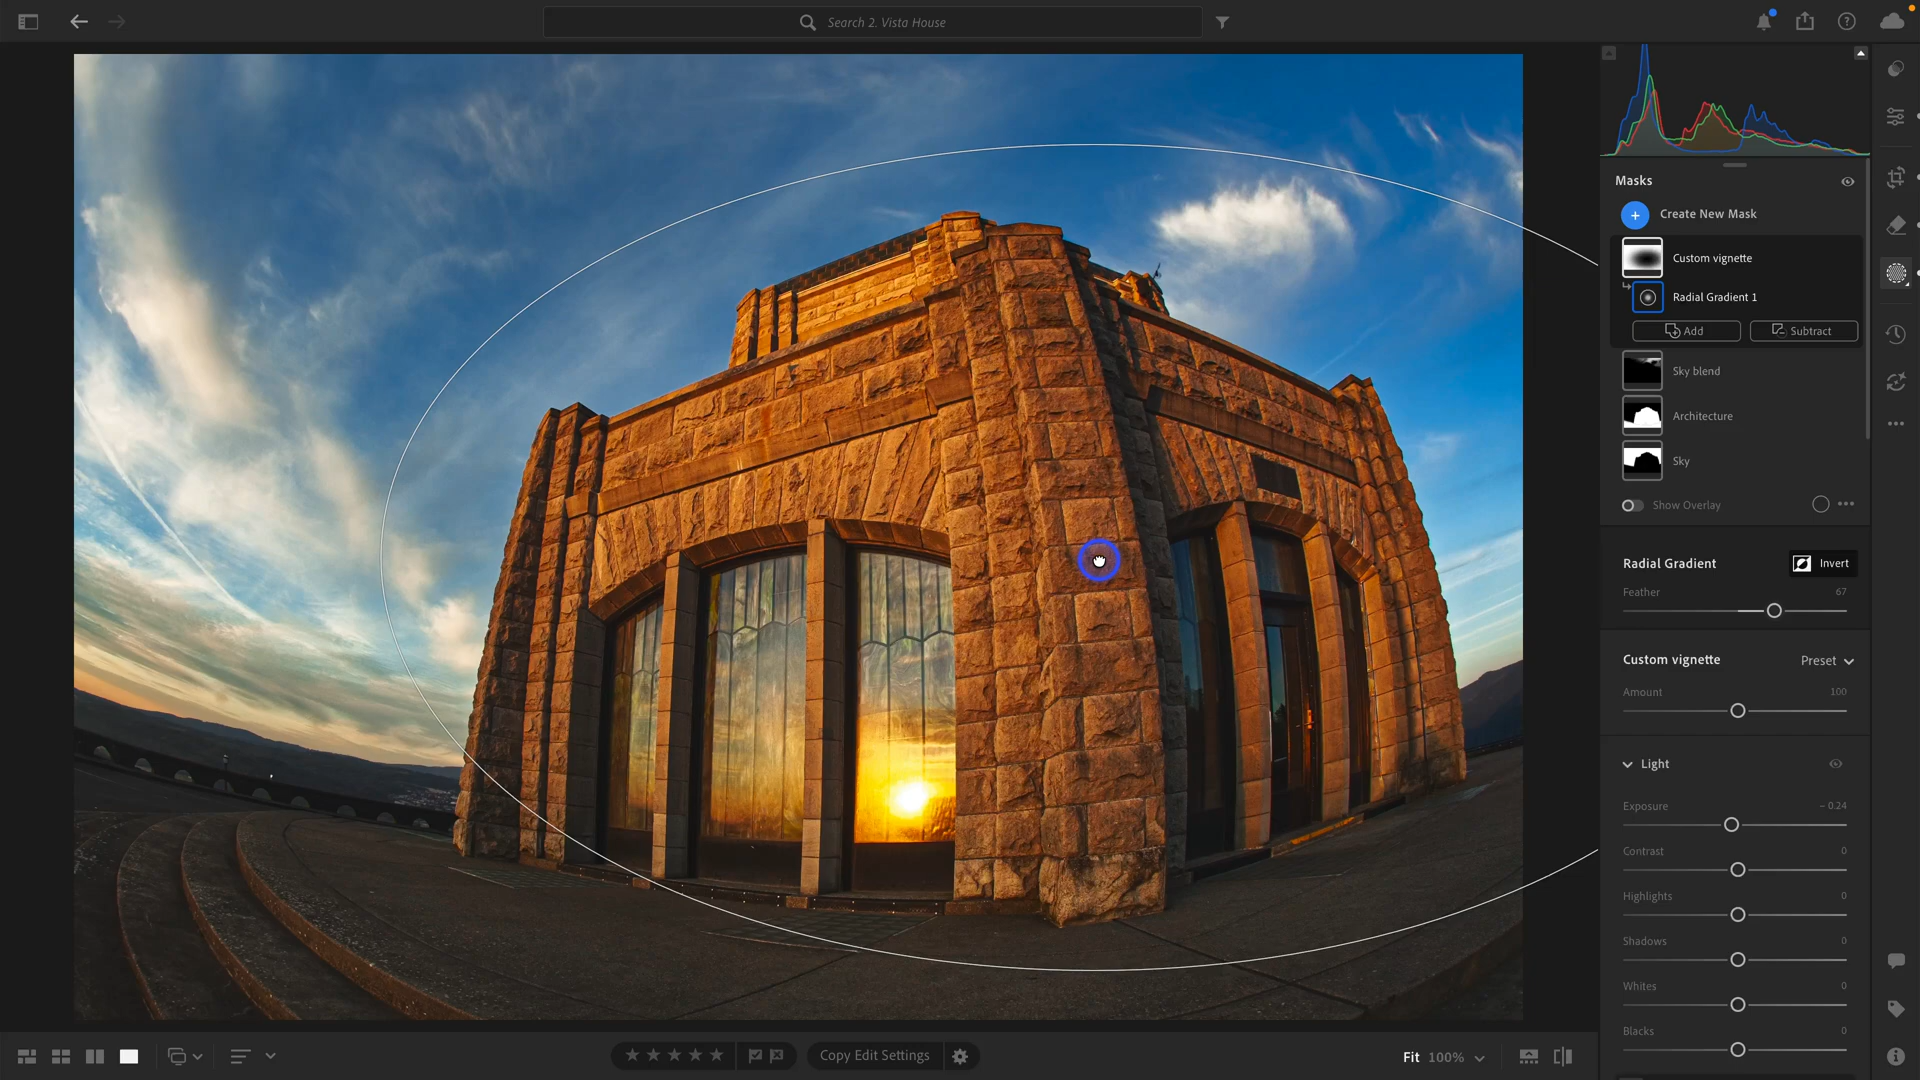 Search 2. Vista House
Masks
Create New Mask
Custom vignette
Radial Gradient 1
Add
Subtract
Sky blend
Architecture
Sky
Show Overlay
Radial Gradient
Invert
Feather
67
Custom vignette
Preset
Amount
100
Light
Exposure
– 0.24
Contrast
0
Highlights
0
Shadows
0
Whites
0
Blacks
0
Copy Edit Settings
Fit
100%